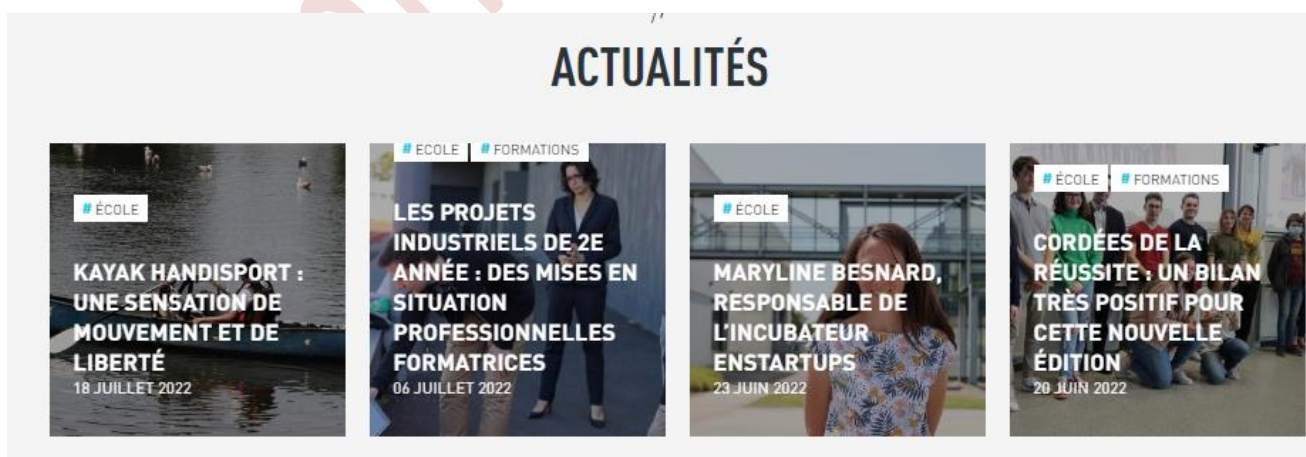 //
ACTUALITÉS
# ÉCOLE
KAYAK HANDISPORT :
UNE SENSATION DE
MOUVEMENT ET DE
LIBERTÉ
18 JUILLET 2022
# ÉCOLE # FORMATIONS
LES PROJETS
INDUSTRIELS DE 2E
ANNÉE : DES MISES EN
SITUATION
PROFESSIONNELLES
FORMATRICES
06 JUILLET 2022
# ÉCOLE
MARYLINE BESNARD,
RESPONSABLE DE
L'INCUBATEUR
ENSTARTUPS
23 JUIN 2022
# ÉCOLE # FORMATIONS
CORDÉES DE LA
RÉUSSITE : UN BILAN
TRÈS POSITIF POUR
CETTE NOUVELLE
ÉDITION
20 JUIN 2022